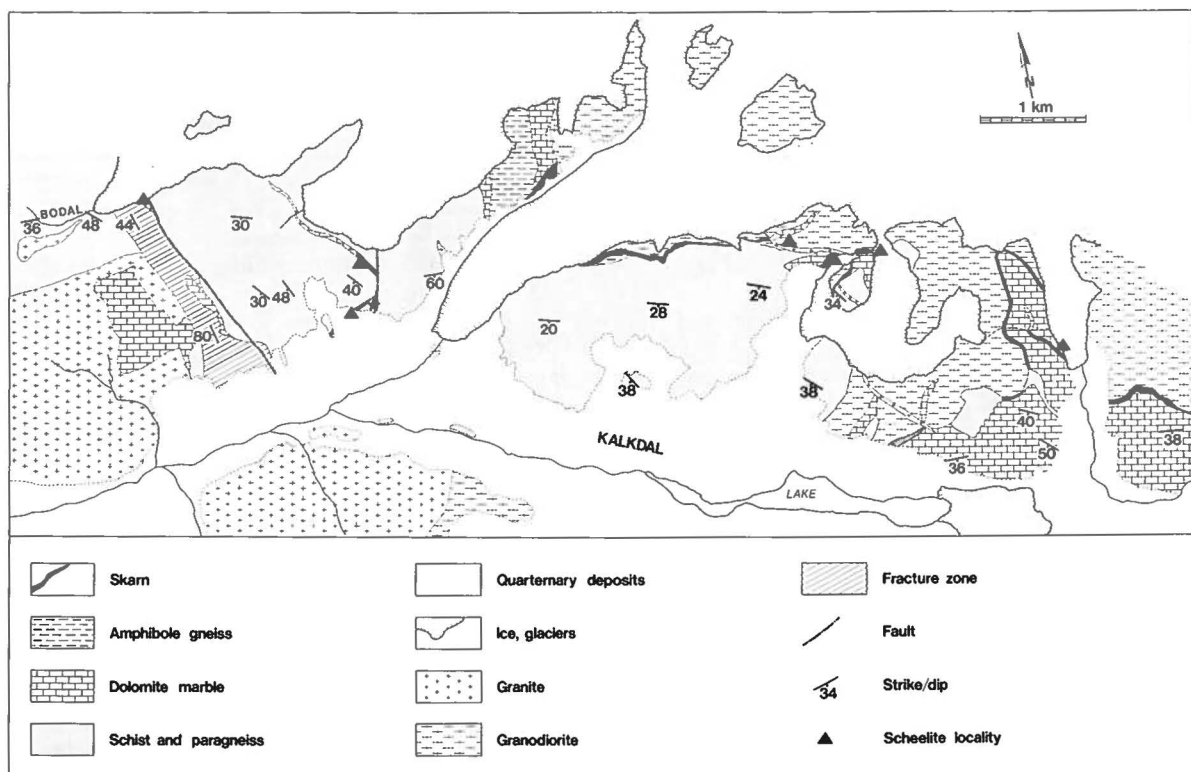 N
1 km
BODAL
36
48
44
30
30
48
40
60
80
20
28
24
34
38
38
KALKDAL
36
40
50
38
LAKE
Skarn
Amphibole gneiss
Dolomite marble
Schist and paragneiss
Quarternary deposits
Ice, glaciers
Granite
Granodiorite
Fracture zone
Fault
34
Strike/dip
Scheelite locality